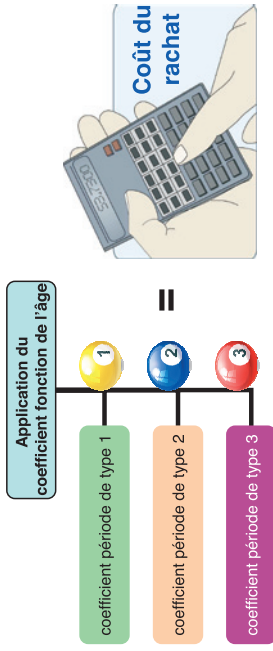 Application du
coefficient fonction de l'âge
coefficient période de type 1
1
coefficient période de type 2
2
coefficient période de type 3
3
=
Coût du
rachat